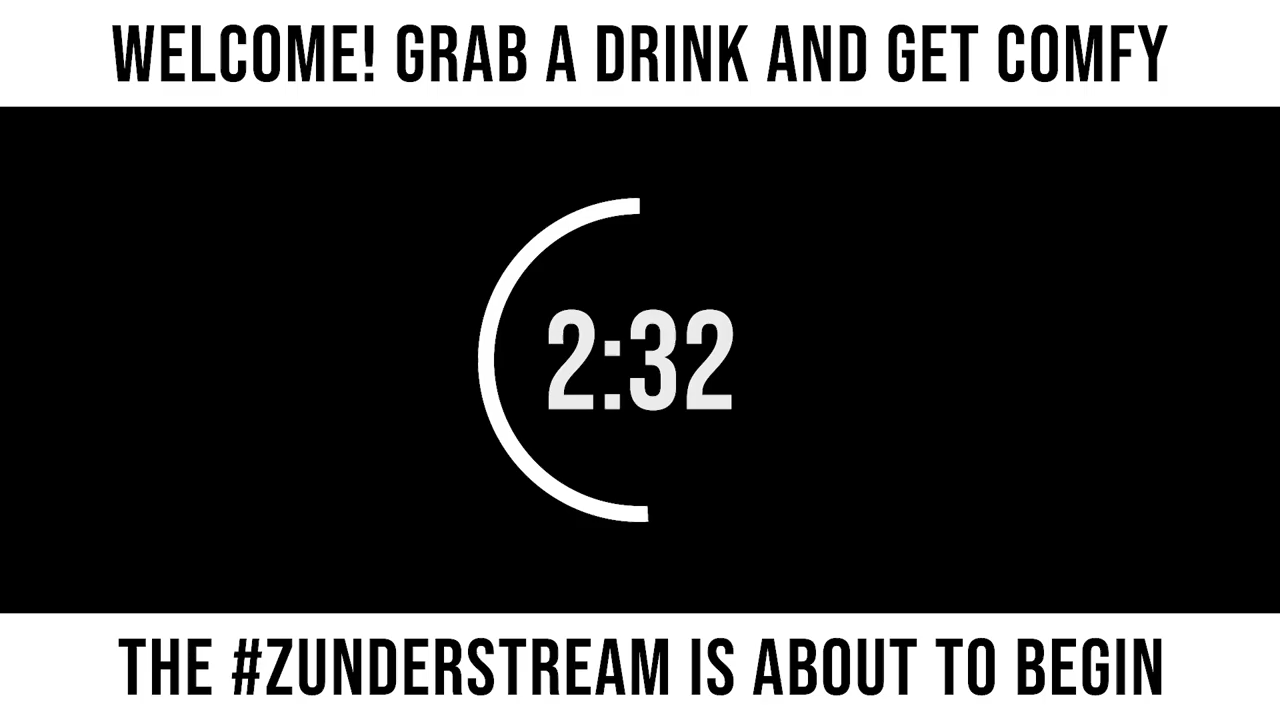 WELCOME! GRAB A DRINK AND GET COMFY
2:32
THE #ZUNDERSTREAM IS ABOUT TO BEGIN